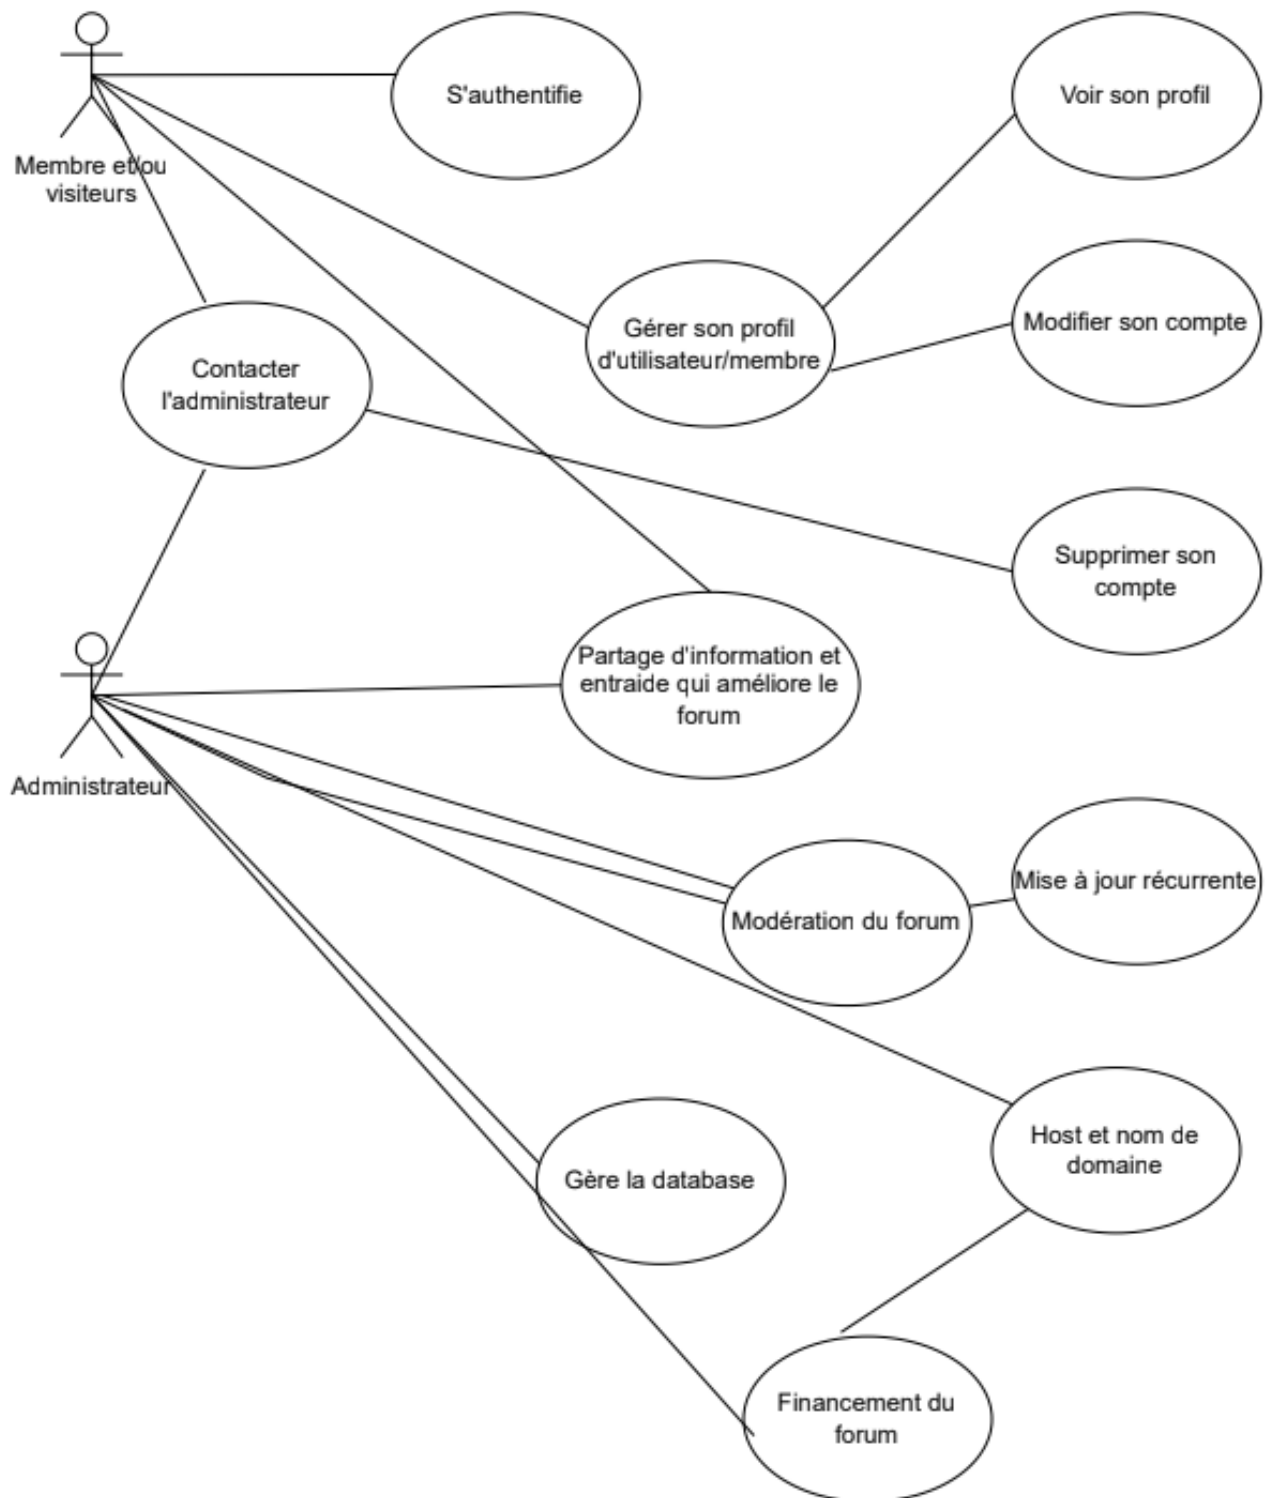 S'authentifie
Voir son profil
Membre et/ou
visiteurs
Gérer son profil
d'utilisateur/membre
Modifier son compte
Contacter
l'administrateur
Supprimer son
compte
Partage d'information et
entraide qui améliore le
forum
Administrateur
Modération du forum
Mise à jour récurrente
Host et nom de
domaine
Gère la database
Financement du
forum